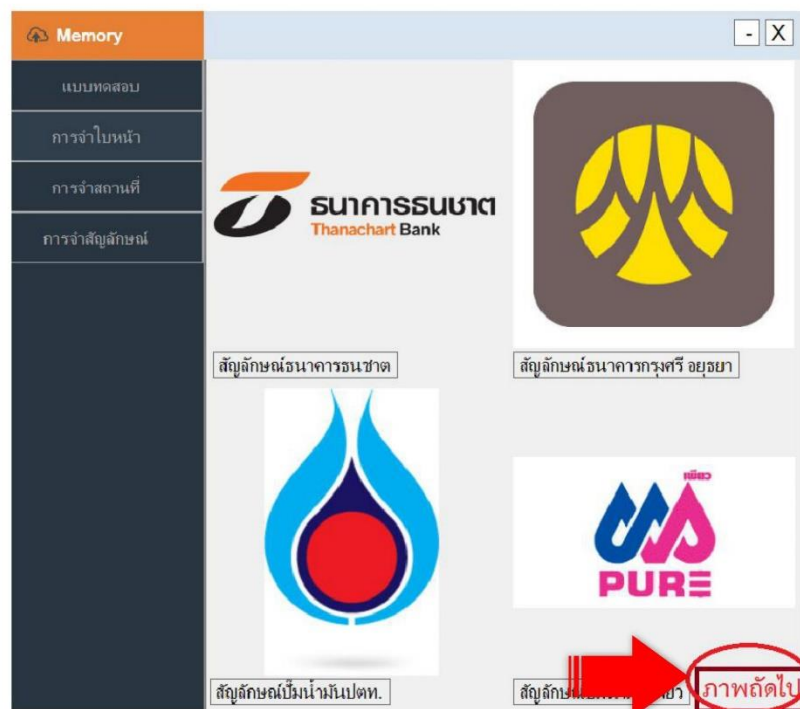 Memory
- X
แบบทดสอบ
การจำใบหน้า
การจำสถานที่
การจำสัญลักษณ์
ธนาคารธนชาต
Thanachart Bank
สัญลักษณ์ธนาคารธนชาต
สัญลักษณ์ธนาคารกรุงศรี อยุธยา
เพียว
PURE
สัญลักษณ์ปั๊มน้ำมันปตท.
ภาพถัดไป